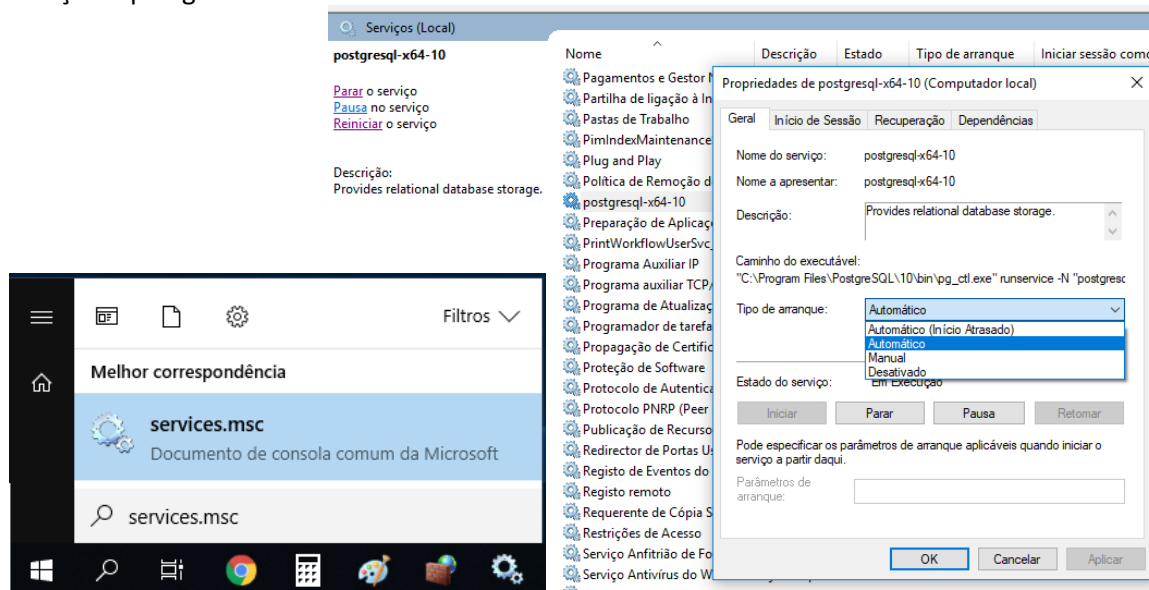 Serviços (Local)
postgresql-x64-10
Parar o serviço
Pausa no serviço
Reiniciar o serviço
Descrição:
Provides relational database storage.
Nome Descrição Estado Tipo de arranque Iniciar sessão como
Pagamentos e Gestor
Partilha de ligação à In
Pastas de Trabalho
PimIndexMaintenance
Plug and Play
Política de Remoção d
postgresql-x64-10
Preparação de Aplicaç
PrintWorkflowUserSvc_
Programa Auxiliar IP
Programa auxiliar TCP/
Programa de Atualizaç
Programador de tarefa
Propagação de Certific
Proteção de Software
Protocolo de Autentica
Protocolo PNRP (Peer
Publicação de Recurso
Redirector de Portas Us
Registo de Eventos do
Registo remoto
Requerente de Cópia S
Restrições de Acesso
Serviço Anfitrião de Fo
Serviço Antivírus do W
Propriedades de postgresql-x64-10 (Computador local)
Geral Início de Sessão Recuperação Dependências
Nome do serviço: postgresql-x64-10
Nome a apresentar: postgresql-x64-10
Descrição: Provides relational database storage.
Caminho do executável:
"C:\Program Files\PostgreSQL\10\bin\pg_ctl.exe" runservice -N "postgresc
Tipo de arranque: Automático
Automático (Início Atrasado)
Automático
Manual
Desativado
Estado do serviço: Em Execução
Iniciar Parar Pausa Retomar
Pode especificar os parâmetros de arranque aplicáveis quando iniciar o
serviço a partir daqui.
Parâmetros de
arranque:
OK Cancelar Aplicar
Filtros
Melhor correspondência
services.msc
Documento de consola comum da Microsoft
services.msc